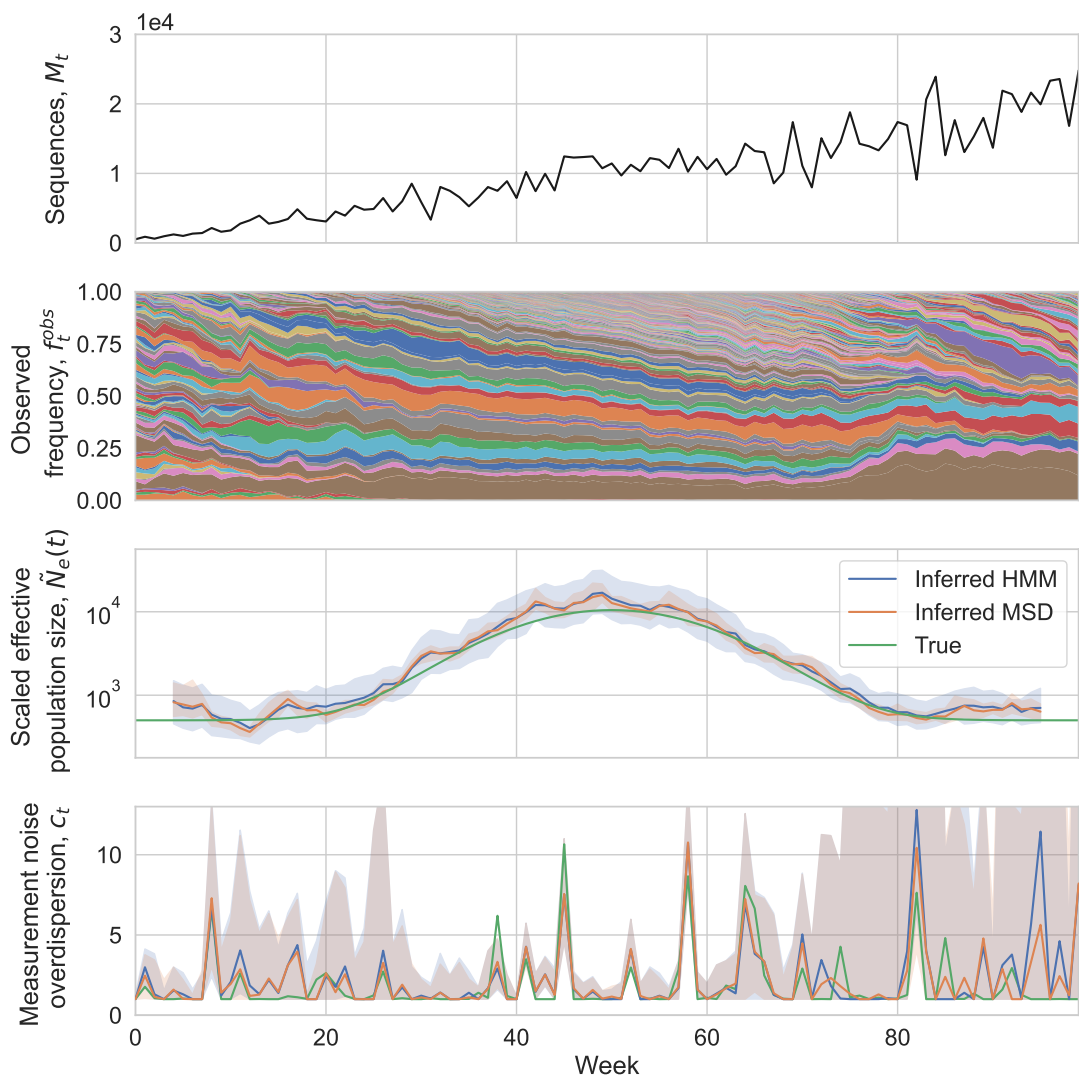 1e4
3
2
1
0
Sequences, M_t
1.00
0.75
0.50
0.25
0.00
Observed
frequency, f_t^{obs}
10^4
10^3
Scaled effective
population size, Ñ_e(t)
Inferred HMM
Inferred MSD
True
10
5
0
Measurement noise
overdispersion, c_t
0 20 40 60 80
Week